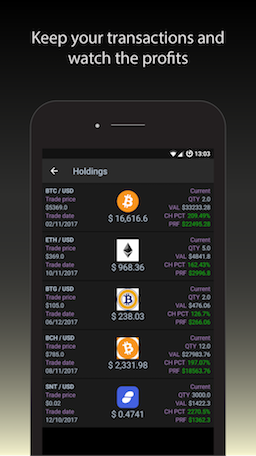 Keep your transactions and
watch the profits
13:03
Holdings
BTC / USD
Current
Trade price
QTY 2.0
$5369.0
$ 16,616.6
VAL $33233.28
Trade date
CH PCT 209.49%
02/11/2017
PRF $22495.28
ETH / USD
Current
Trade price
QTY 5.0
$369.0
$ 968.36
VAL $4841.8
Trade date
CH PCT 162.43%
10/11/2017
PRF $2996.8
BTG / USD
Current
Trade price
QTY 2.0
$105.0
$ 238.03
VAL $476.06
Trade date
CH PCT 126.7%
06/12/2017
PRF $266.06
BCH / USD
Current
Trade price
QTY 12.0
$785.0
$ 2,331.98
VAL $27983.76
Trade date
CH PCT 197.07%
08/11/2017
PRF $18563.76
SNT / USD
Current
Trade price
QTY 3000.0
$0.02
$ 0.4741
VAL $1422.3
Trade date
CH PCT 2270.5%
12/10/2017
PRF $1362.3